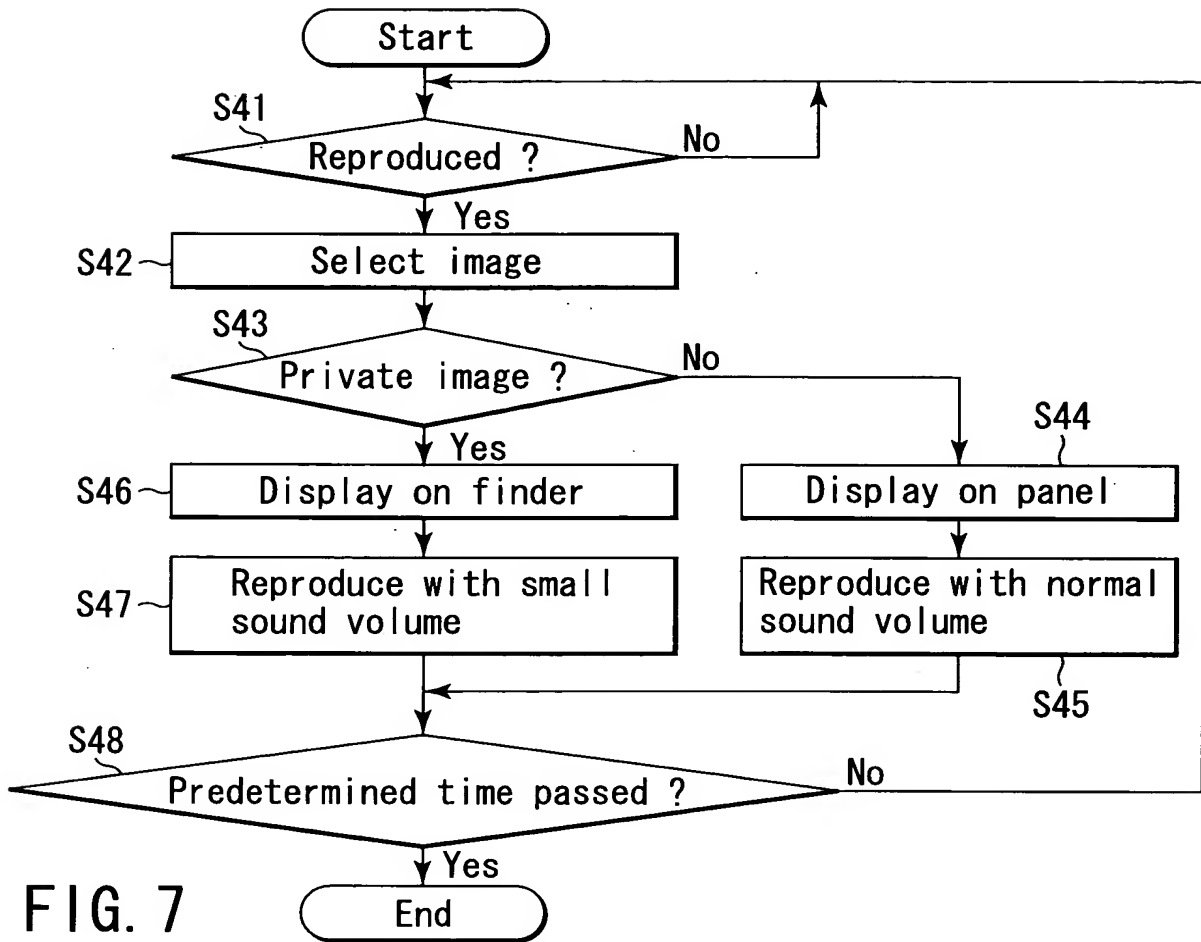 Start
S41
Reproduced ?
No
Yes
S42
Select image
S43
Private image ?
No
Yes
S44
S46
Display on finder
Display on panel
S47
Reproduce with small
sound volume
Reproduce with normal
sound volume
S45
S48
Predetermined time passed ?
No
Yes
End
FIG. 7